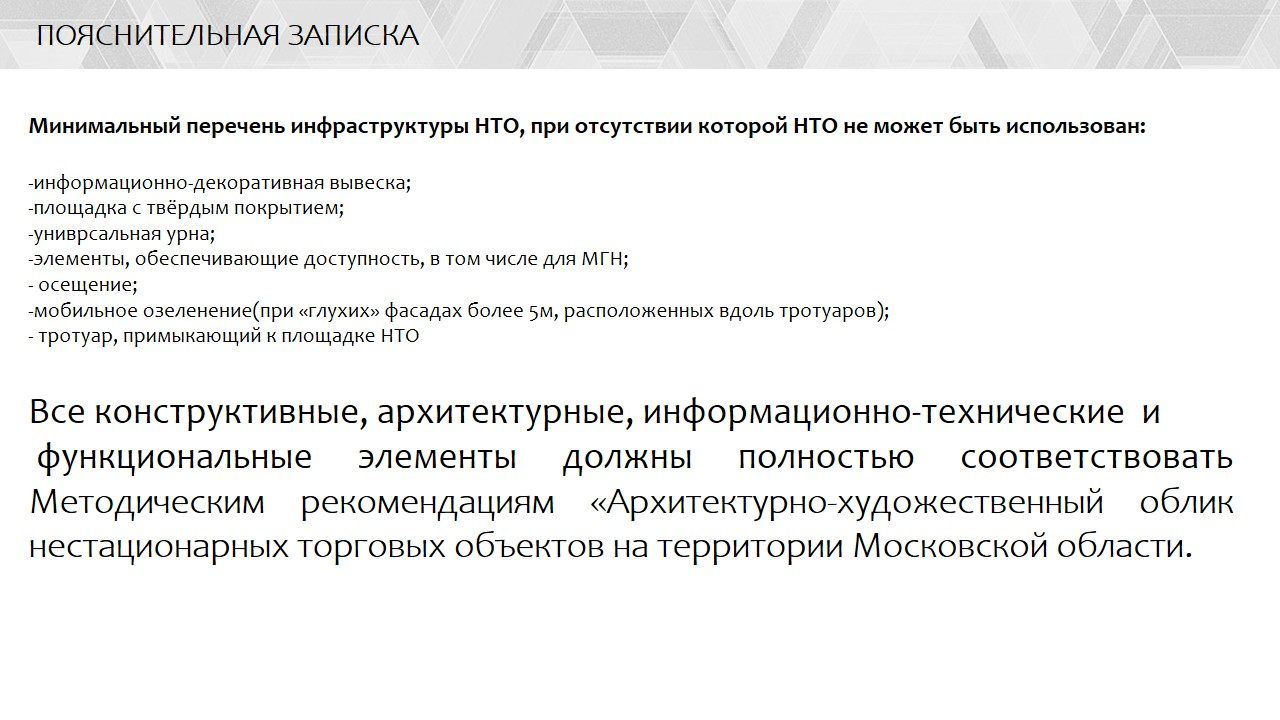 ПОЯСНИТЕЛЬНАЯ ЗАПИСКА
Минимальный перечень инфраструктуры НТО, при отсутствии которой НТО не может быть использован:
-информационно-декоративная вывеска;
-площадка с твёрдым покрытием;
-униврсальная урна;
-элементы, обеспечивающие доступность, в том числе для МГН;
- осещение;
-мобильное озеленение(при «глухих» фасадах более 5м, расположенных вдоль тротуаров);
- тротуар, примыкающий к площадке НТО
Все конструктивные, архитектурные, информационно-технические и
функциональные элементы должны полностью соответствовать
Методическим рекомендациям «Архитектурно-художественный облик
нестационарных торговых объектов на территории Московской области.